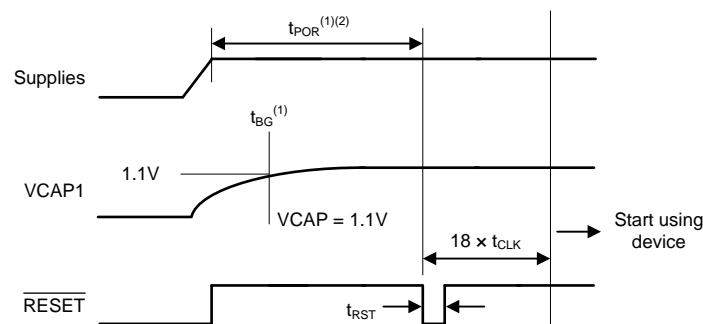 tPOR(1)(2)
Supplies
tBG(1)
1.1V
VCAP1
VCAP = 1.1V
18 × tCLK
Start using
device
RESET
tRST